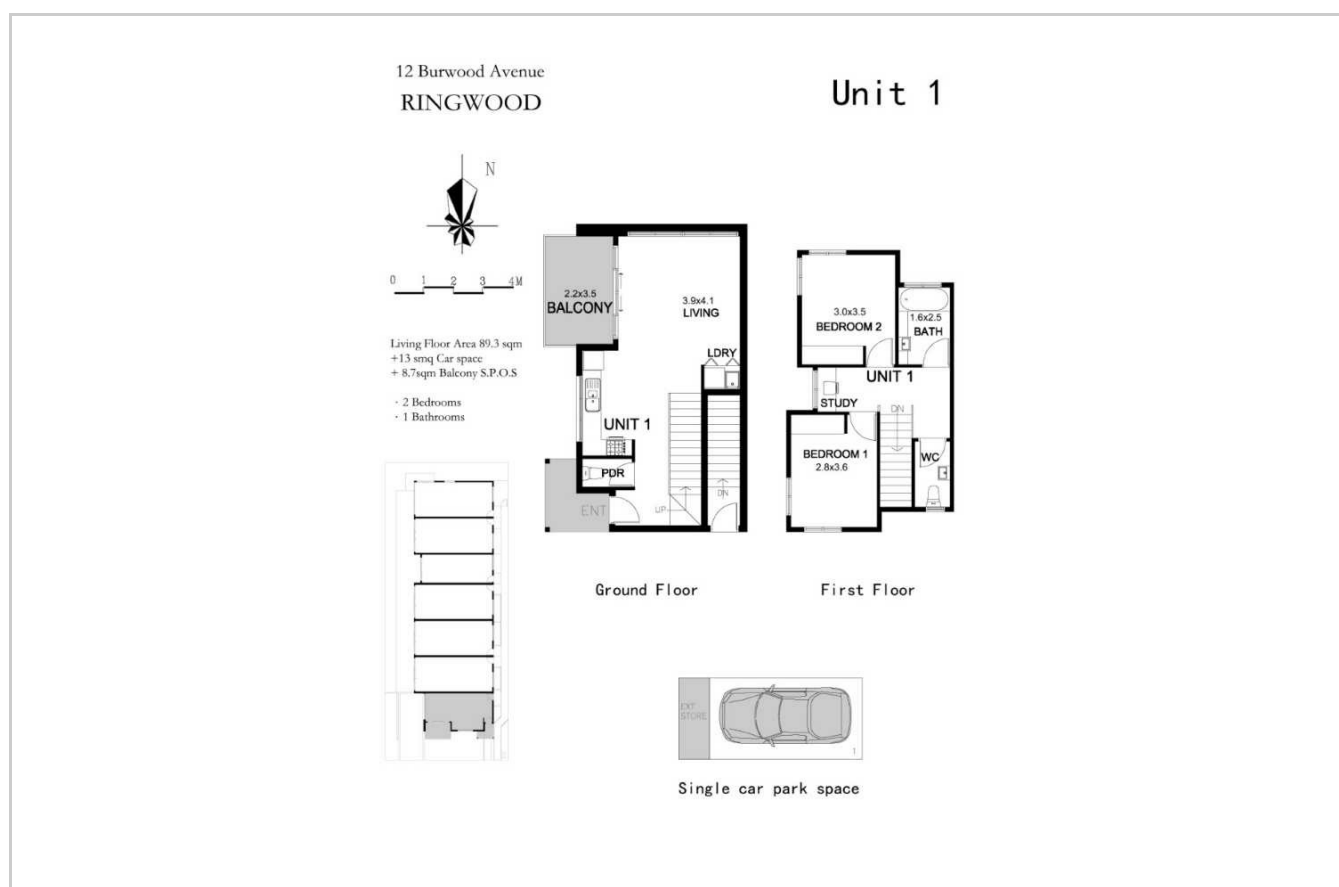 12 Burwood Avenue
RINGWOOD
Unit 1
N
0 1 2 3 4M
Living Floor Area 89.3 sqm
+13 smq Car space
+ 8.7sqm Balcony S.P.O.S
· 2 Bedrooms
· 1 Bathrooms
2.2x3.5
BALCONY
3.9x4.1
LIVING
LDRY
UNIT 1
PDR
ENT
UP
DN
Ground Floor
3.0x3.5
BEDROOM 2
1.6x2.5
BATH
UNIT 1
STUDY
DN
BEDROOM 1
2.8x3.6
WC
First Floor
EXT
STORE
1
Single car park space